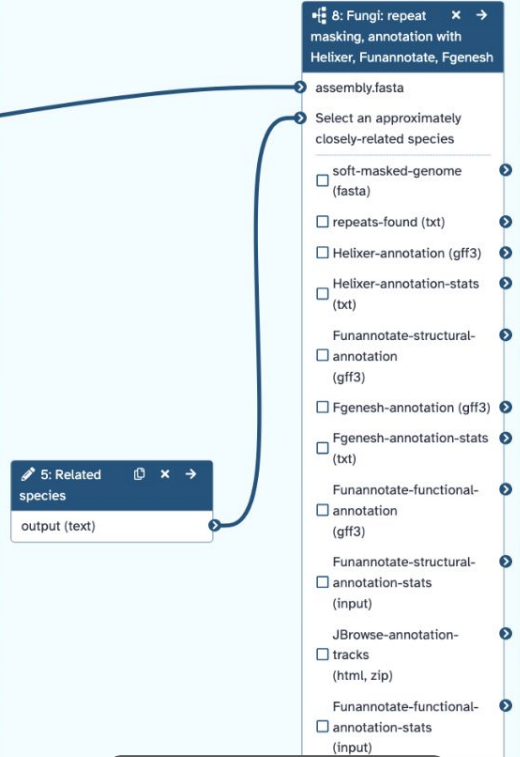 8: Fungi: repeat
masking, annotation with
Helixer, Funannotate, Fgenesh
assembly.fasta
Select an approximately
closely-related species
soft-masked-genome
(fasta)
repeats-found (txt)
Helixer-annotation (gff3)
Helixer-annotation-stats
(txt)
Funannotate-structural-
annotation
(gff3)
Fgenesh-annotation (gff3)
Fgenesh-annotation-stats
(txt)
Funannotate-functional-
annotation
(gff3)
Funannotate-structural-
annotation-stats
(input)
JBrowse-annotation-
tracks
(html, zip)
Funannotate-functional-
annotation-stats
(input)
5: Related
species
output (text)